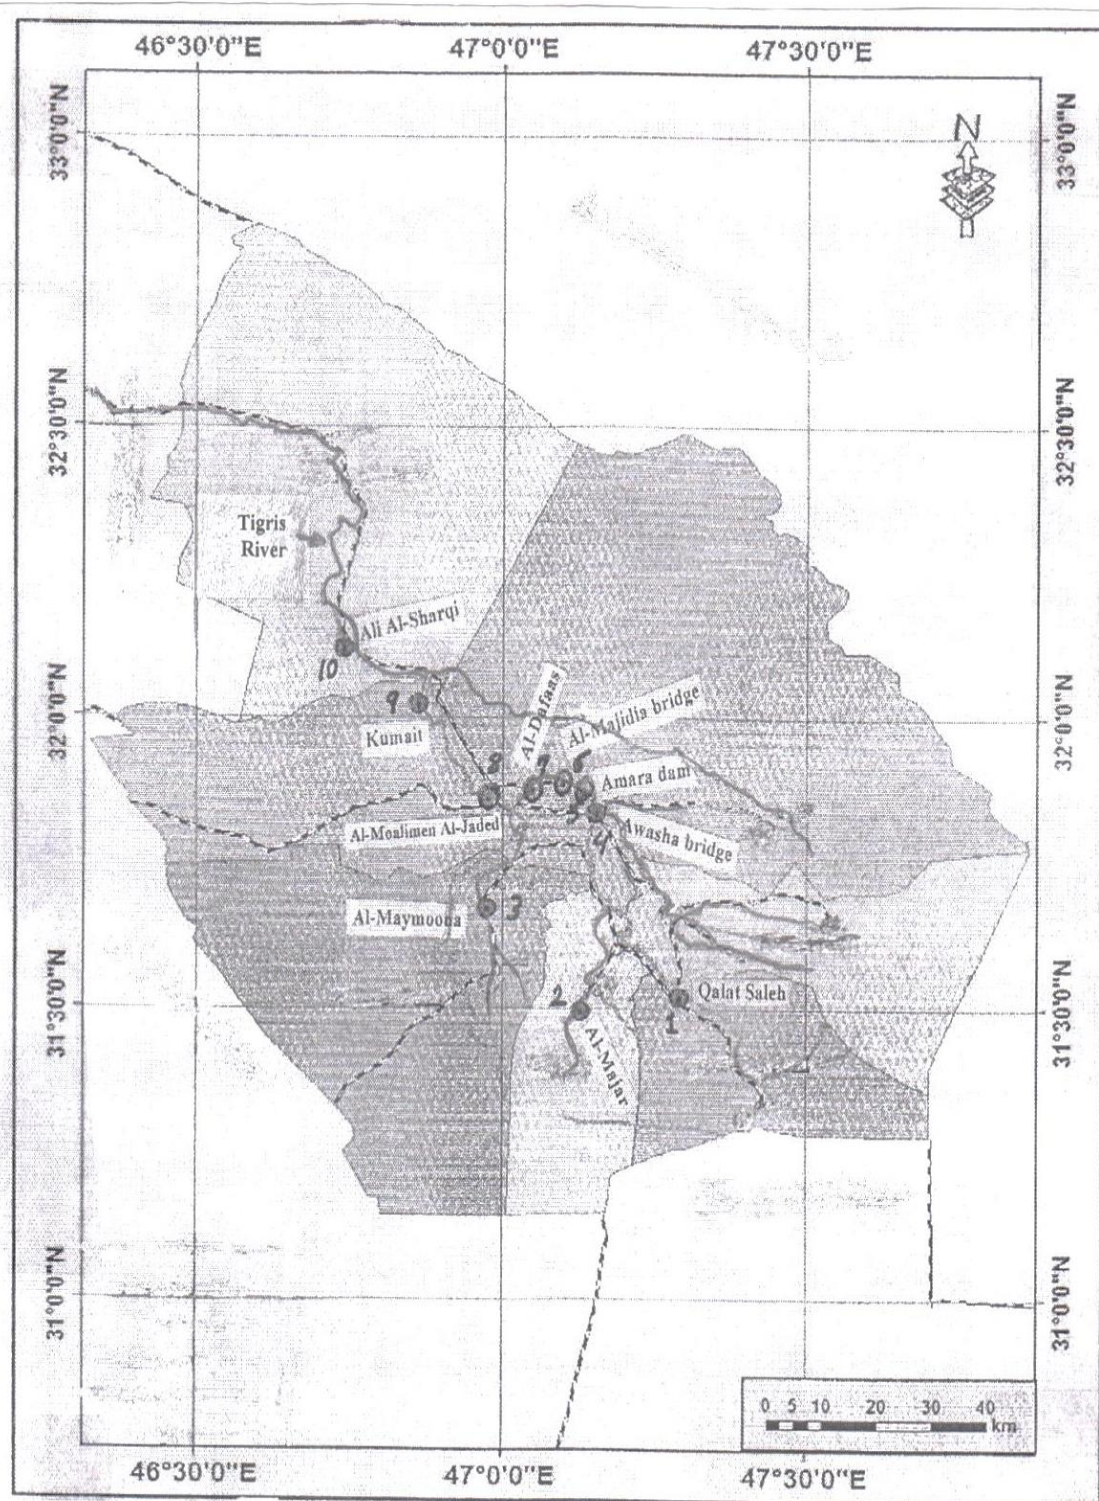 46°30'0"E
47°0'0"E
47°30'0"E
33°0'0"N
33°0'0"N
N
32°30'0"N
32°30'0"N
Tigris
River
Ali Al-Sharqi
10
32°0'0"N
32°0'0"N
9
Kumait
8
Al-Dafaas
7
Al-Majidia bridge
6
Amara dam
5
Al-Moalimen Al-Jaded
4
Awasha bridge
Al-Maymoona
3
Qalat Saleh
1
2
Al-Majar
31°30'0"N
31°30'0"N
31°0'0"N
31°0'0"N
0 5 10 20 30 40
km
46°30'0"E
47°0'0"E
47°30'0"E